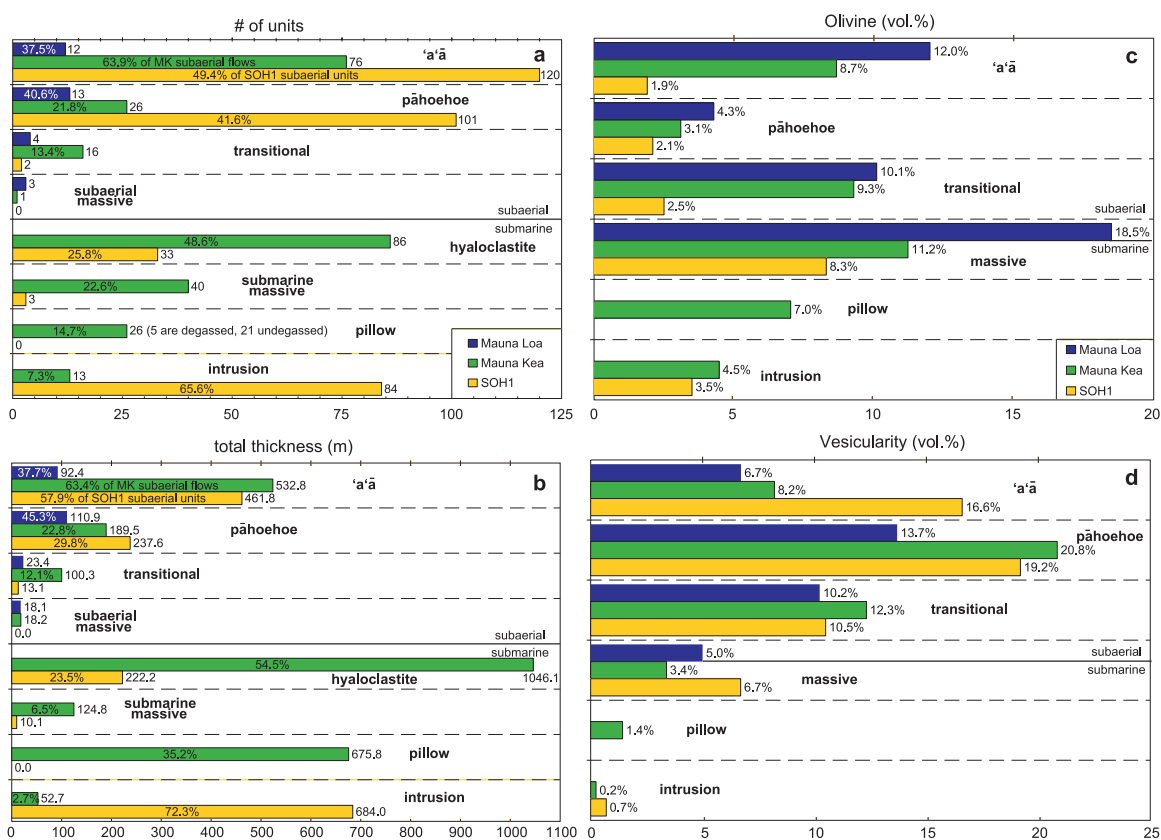 # of units
37.5%
12
a
63.9% of MK subaerial flows
76
'a'ā
49.4% of SOH1 subaerial units
120
40.6%
13
pāhoehoe
21.8%
26
41.6%
101
4
13.4%
16
transitional
2
3
1
subaerial
massive
0
subaerial
submarine
48.6%
86
hyaloclastite
25.8%
33
22.6%
40
submarine
massive
3
14.7%
26 (5 are degassed, 21 undegassed)
pillow
0
intrusion
7.3%
13
65.6%
84
Mauna Loa
Mauna Kea
SOH1
0 25 50 75 100 125
total thickness (m)
37.7%
92.4
b
63.4% of MK subaerial flows
532.8
'a'ā
57.9% of SOH1 subaerial units
461.8
45.3%
110.9
22.8%
189.5
pāhoehoe
29.8%
237.6
23.4
12.1%
100.3
transitional
13.1
18.1
18.2
subaerial
massive
0.0
subaerial
submarine
54.5%
1046.1
hyaloclastite
23.5%
222.2
6.5%
124.8
submarine
massive
10.1
35.2%
675.8
pillow
0.0
intrusion
2.7%
52.7
72.3%
684.0
0 100 200 300 400 500 600 700 800 900 1000 1100
Olivine (vol.%)
12.0%
c
8.7%
'a'ā
1.9%
4.3%
3.1%
pāhoehoe
2.1%
10.1%
9.3%
transitional
2.5%
subaerial
18.5%
submarine
11.2%
massive
8.3%
7.0%
pillow
4.5%
intrusion
3.5%
Mauna Loa
Mauna Kea
SOH1
0 5 10 15 20
Vesicularity (vol.%)
6.7%
d
8.2%
'a'ā
16.6%
13.7%
pāhoehoe
20.8%
19.2%
10.2%
12.3%
transitional
10.5%
5.0%
subaerial
submarine
3.4%
massive
6.7%
1.4%
pillow
0.2%
intrusion
0.7%
Mauna Loa
Mauna Kea
SOH1
0 5 10 15 20 25